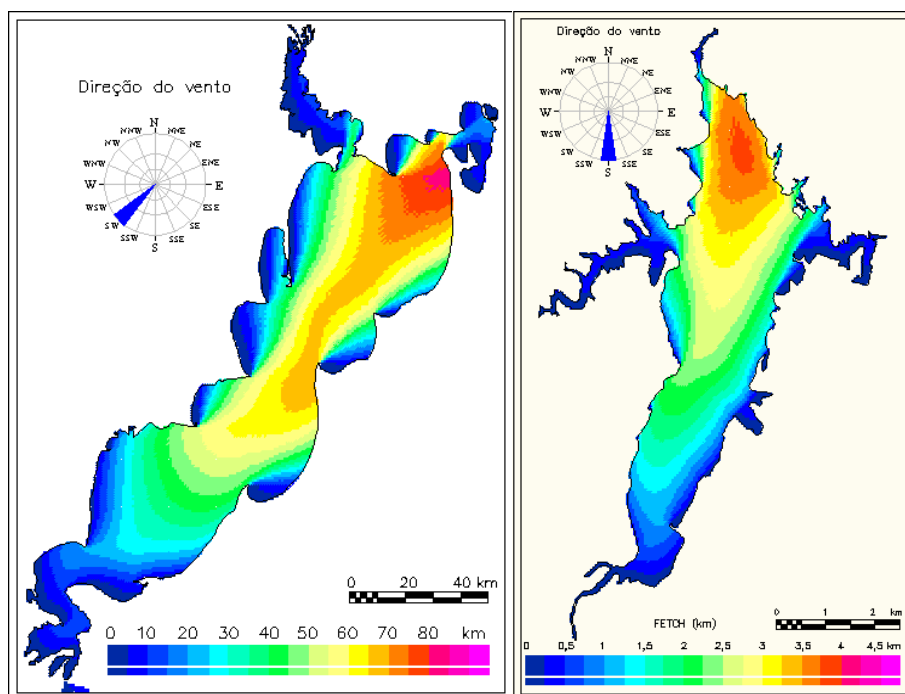 Direção do vento
N
NNW NNE
NW NE
WNW ENE
W E
WSW ESE
SW SE
SSW SSE
S
0 20 40 km
0 10 20 30 40 50 60 70 80 km
Direção do vento
N
NNW NNE
NW NE
WNW ENE
W E
WSW ESE
SW SE
SSW SSE
S
FETCH (km)
0 1 2 km
0 0,5 1 1,5 2 2,5 3 3,5 4 4,5 km